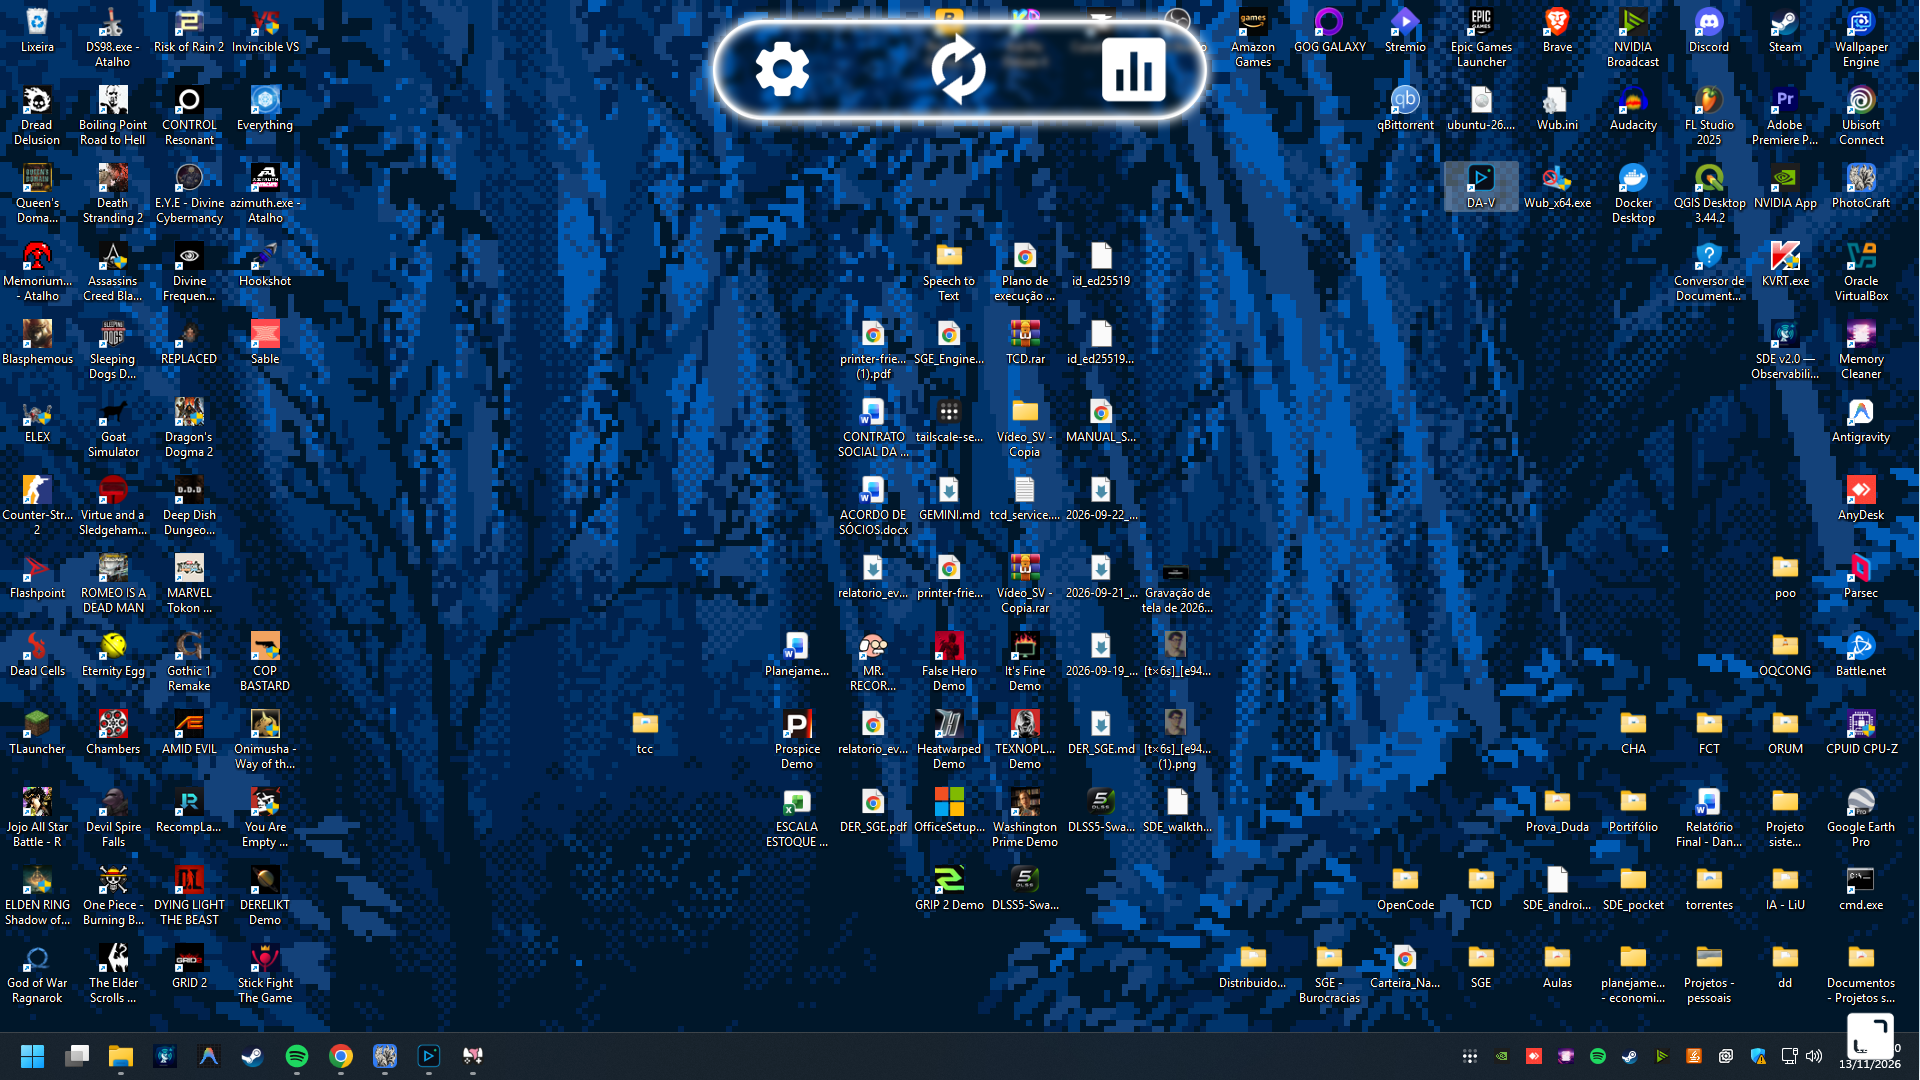 Lixeira
DS98.exe -
Atalho
Risk of Rain 2
Invincible VS
Amazon
Games
GOG GALAXY
Stremio
Epic Games
Launcher
Brave
NVIDIA
Broadcast
Discord
Steam
Wallpaper
Engine
Dread
Delusion
Boiling Point
Road to Hell
CONTROL
Resonant
Everything
qBittorrent
ubuntu-26....
Wub.ini
Audacity
FL Studio
2025
Adobe
Premiere P...
Ubisoft
Connect
Queen's
Doma...
Death
Stranding 2
E.Y.E - Divine
Cybermancy
azimuth.exe -
Atalho
DA-V
Wub_x64.exe
Docker
Desktop
QGIS Desktop
3.44.2
NVIDIA App
PhotoCraft
Memorium...
- Atalho
Assassins
Creed Bla...
Divine
Frequen...
Hookshot
Speech to
Text
Plano de
execução ...
id_ed25519
Conversor de
Document...
KVRT.exe
Oracle
VirtualBox
Blasphemous
Sleeping
Dogs D...
REPLACED
Sable
printer-frie...
(1).pdf
SGE_Engine...
TCD.rar
id_ed25519...
SDE v2.0 —
Observabili...
Memory
Cleaner
ELEX
Goat
Simulator
Dragon's
Dogma 2
CONTRATO
SOCIAL DA ...
tailscale-se...
Vídeo_SV -
Copia
MANUAL_S...
Antigravity
Counter-Str...
2
Virtue and a
Sledgeham...
Deep Dish
Dungeo...
ACORDO DE
SÓCIOS.docx
GEMINI.md
tcd_service....
2026-09-22_...
AnyDesk
Flashpoint
ROMEO IS A
DEAD MAN
MARVEL
Tokon ...
relatorio_ev...
printer-frie...
Vídeo_SV -
Copia.rar
2026-09-21_...
Gravação de
tela de 2026...
poo
Parsec
Dead Cells
Eternity Egg
Gothic 1
Remake
COP
BASTARD
Planejame...
MR.
RECOR...
False Hero
Demo
It's Fine
Demo
2026-09-19_...
[t×6s]_[e94...
OQCONG
Battle.net
TLauncher
Chambers
AMID EVIL
Onimusha -
Way of th...
tcc
Prospice
Demo
relatorio_ev...
Heatwarped
Demo
TEXNOPL...
Demo
DER_SGE.md
[t×6s]_[e94...
(1).png
CHA
FCT
ORUM
CPUID CPU-Z
Jojo All Star
Battle - R
Devil Spire
Falls
RecompLa...
You Are
Empty ...
ESCALA
ESTOQUE ...
DER_SGE.pdf
OfficeSetup...
Washington
Prime Demo
DLSS5-Swa...
SDE_walkth...
Prova_Duda
Portifólio
Relatório
Final - Dan...
Projeto
siste...
Google Earth
Pro
ELDEN RING
Shadow of...
One Piece -
Burning B...
DYING LIGHT
THE BEAST
DERELIKT
Demo
GRIP 2 Demo
DLSS5-Swa...
OpenCode
TCD
SDE_androi...
SDE_pocket
torrentes
IA - LiU
cmd.exe
God of War
Ragnarok
The Elder
Scrolls ...
GRID 2
Stick Fight
The Game
Distribuido...
SGE -
Burocracias
Carteira_Na...
SGE
Aulas
planejame...
- economi...
Projetos -
pessoais
dd
Documentos
- Projetos s...
13/11/2026